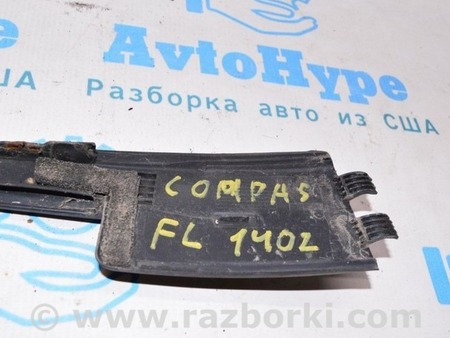 AvtoHype
Разборка авто из США
COMPAS
FL 1402
www.razborki.com